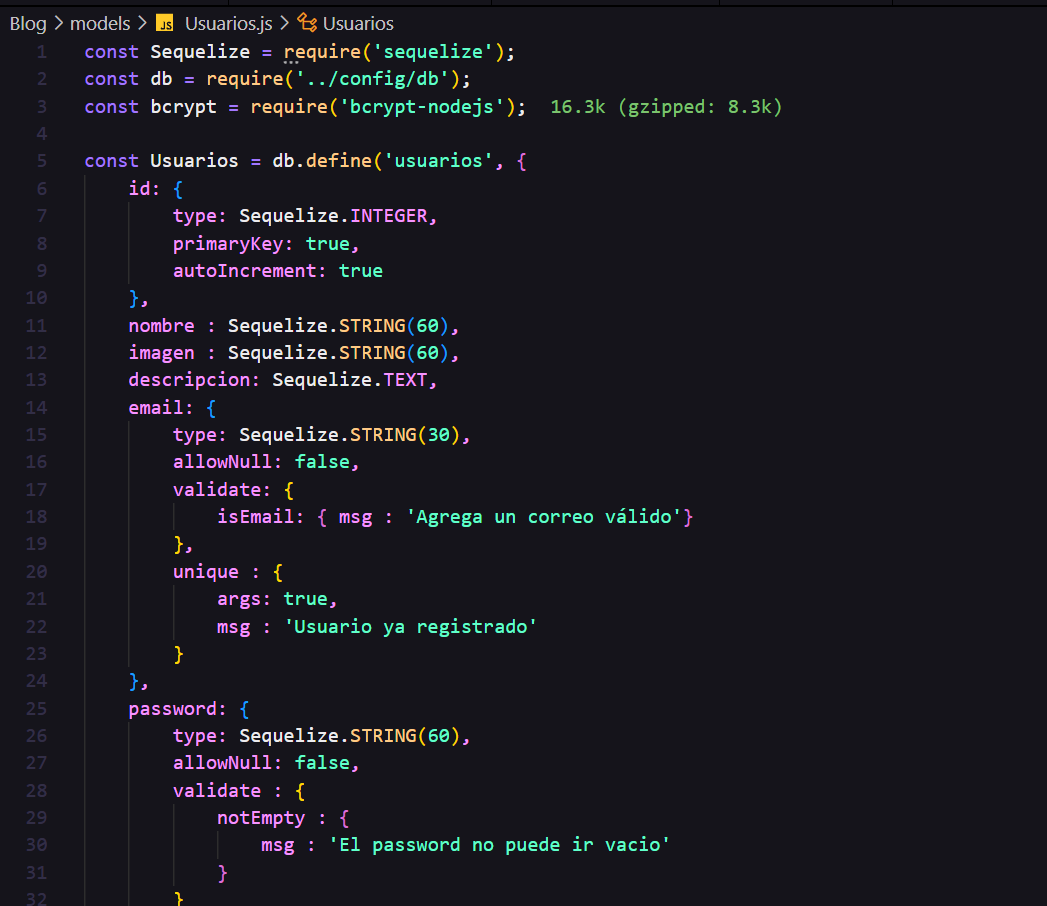 Blog > models > JS Usuarios.js > Usuarios
1 const Sequelize = require('sequelize');
2 const db = require('../config/db');
3 const bcrypt = require('bcrypt-nodejs'); 16.3k (gzipped: 8.3k)
4
5 const Usuarios = db.define('usuarios', {
6 id: {
7 type: Sequelize.INTEGER,
8 primaryKey: true,
9 autoIncrement: true
10 },
11 nombre : Sequelize.STRING(60),
12 imagen : Sequelize.STRING(60),
13 descripcion: Sequelize.TEXT,
14 email: {
15 type: Sequelize.STRING(30),
16 allowNull: false,
17 validate: {
18 isEmail: { msg : 'Agrega un correo válido'}
19 },
20 unique : {
21 args: true,
22 msg : 'Usuario ya registrado'
23 }
24 },
25 password: {
26 type: Sequelize.STRING(60),
27 allowNull: false,
28 validate : {
29 notEmpty : {
30 msg : 'El password no puede ir vacio'
31 }
32 }